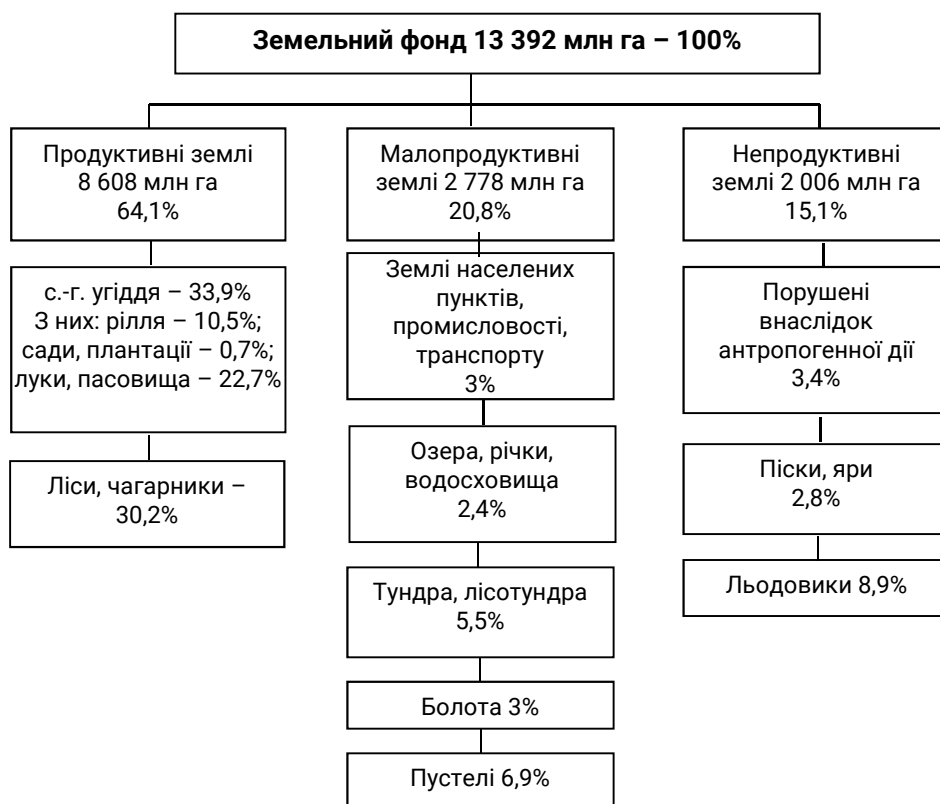 Земельний фонд 13 392 млн га – 100%
Продуктивні землі
8 608 млн га
64,1%
с.-г. угіддя – 33,9%
З них: рілля – 10,5%;
сади, плантації – 0,7%;
луки, пасовища – 22,7%
Ліси, чагарники –
30,2%
Малопродуктивні
землі 2 778 млн га
20,8%
Землі населених
пунктів,
промисловості,
транспорту
3%
Озера, річки,
водосховища
2,4%
Тундра, лісотундра
5,5%
Болота 3%
Пустелі 6,9%
Непродуктивні
землі 2 006 млн га
15,1%
Порушені
внаслідок
антропогенної дії
3,4%
Піски, яри
2,8%
Льодовики 8,9%